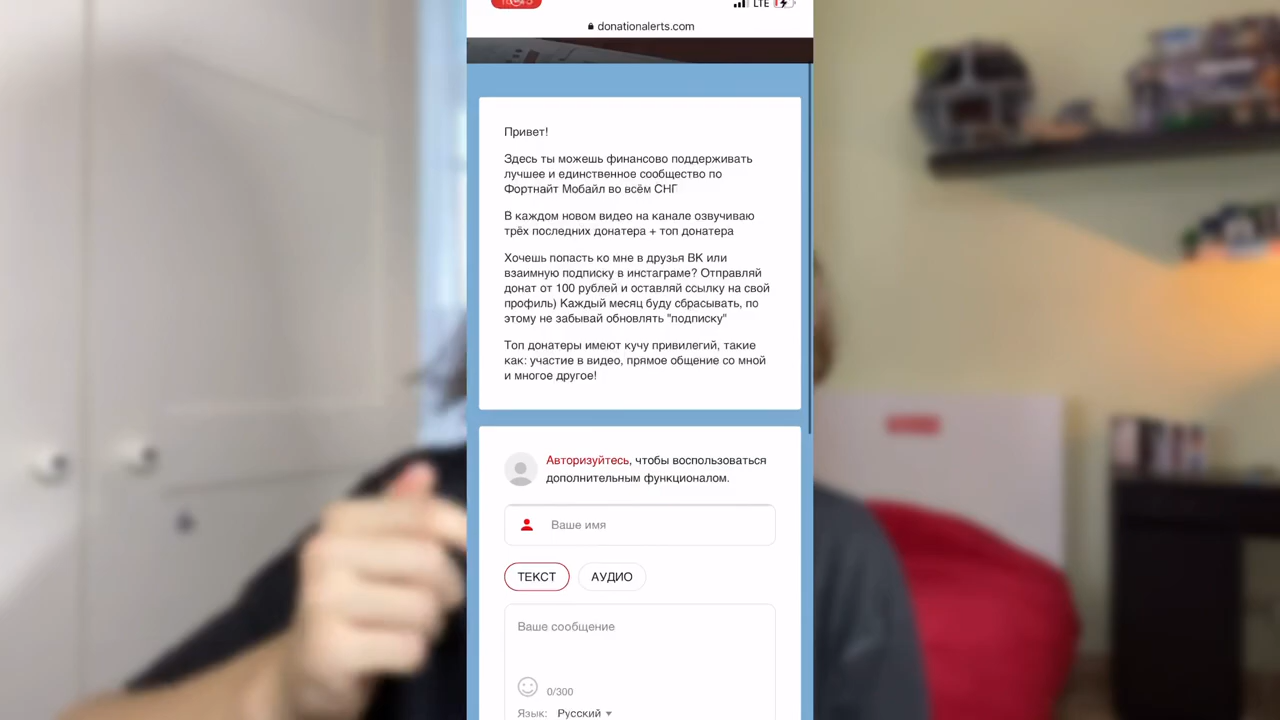 LTE
donationalerts.com
Привет!
Здесь ты можешь финасово поддерживать
лучшее и единственное сообщество по
Фортнайт Мобайл во всём СНГ
В каждом новом видео на канале озвучиваю
трёх последних донатера + топ донатера
Хочешь попасть ко мне в друзья ВК или
взаимную подписку в инстаграме? Отправляй
донат от 100 рублей и оставляй ссылку на свой
профиль) Каждый месяц буду сбрасывать, по
этому не забывай обновлять "подписку"
Топ донатеры имеют кучу привилегий, такие
как: участие в видео, прямое общение со мной
и многое другое!
Авторизуйтесь, чтобы воспользоваться
дополнительным функционалом.
Ваше имя
ТЕКСТ АУДИО
Ваше сообщение
0/300
Язык: Русский